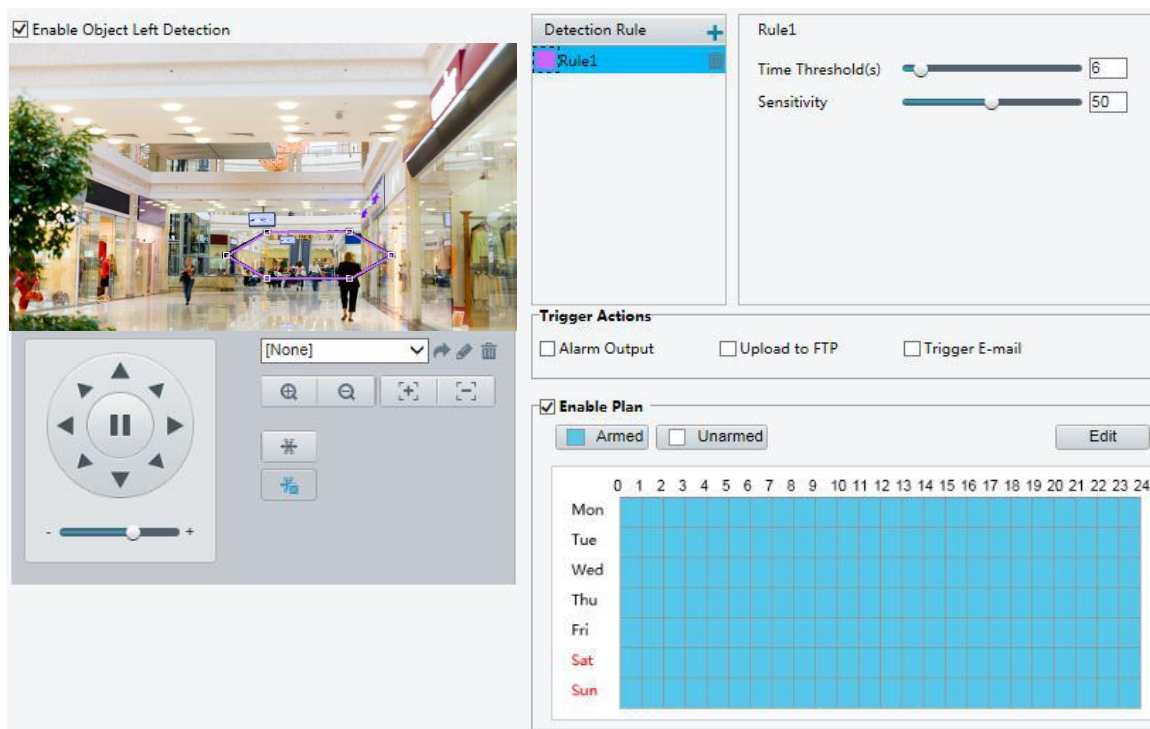 Enable Object Left Detection
[None]
- +
Detection Rule +
Rule1
Rule1
Time Threshold(s) 6
Sensitivity 50
Trigger Actions
Alarm Output Upload to FTP Trigger E-mail
Enable Plan
Armed Unarmed Edit
0 1 2 3 4 5 6 7 8 9 10 11 12 13 14 15 16 17 18 19 20 21 22 23 24
Mon
Tue
Wed
Thu
Fri
Sat
Sun